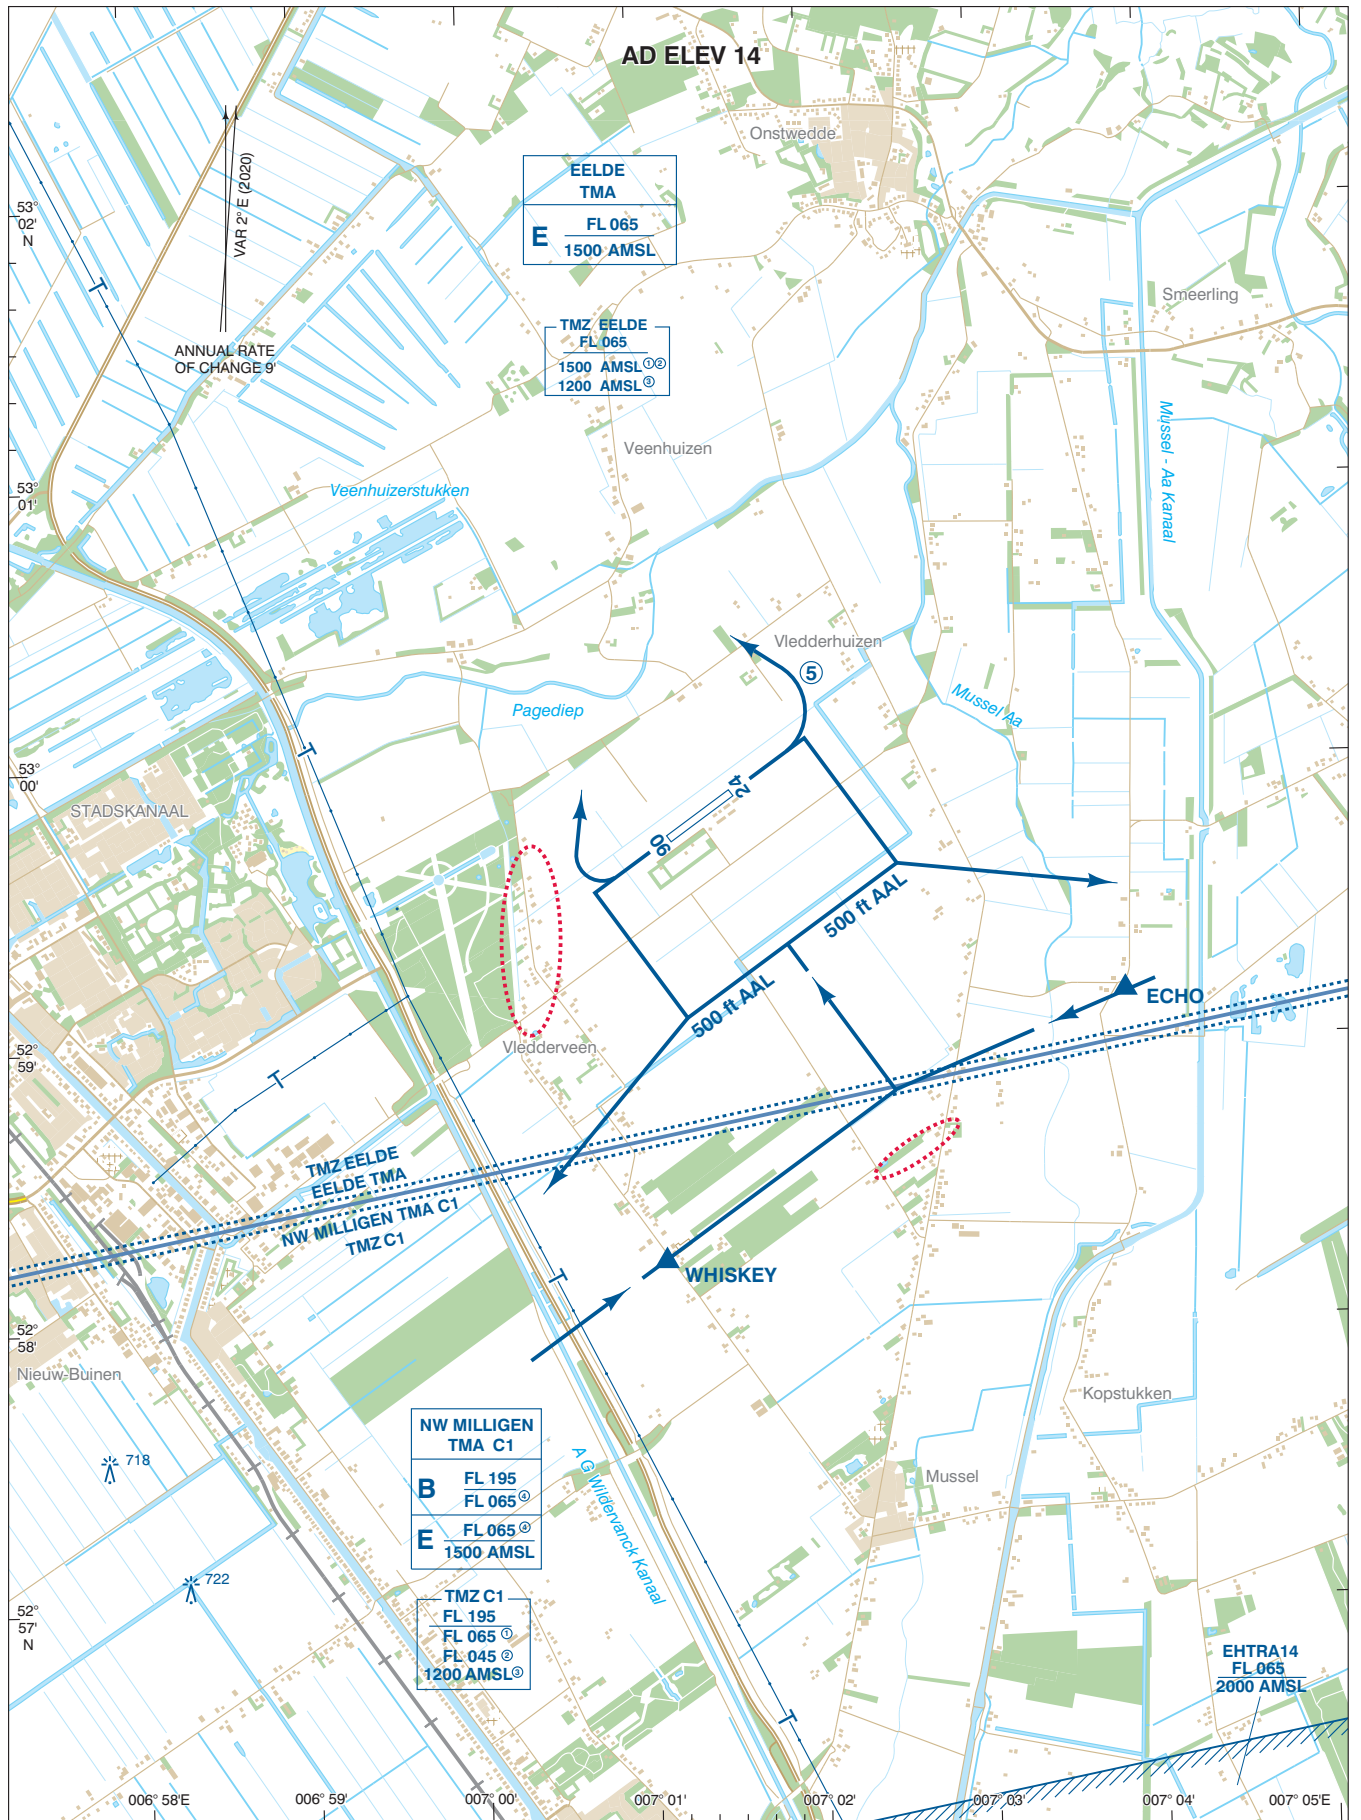 AD ELEV 14
Onstwedde
EELDE
TMA
E
FL 065
1500 AMSL
53°
02'
N
VAR 2° E (2020)
ANNUAL RATE
OF CHANGE 9'
Smeerling
TMZ EELDE
FL 065
1500 AMSL①②
1200 AMSL③
Veenhuizen
Mussel - Aa Kanaal
53°
01'
Veenhuizerstukken
Vledderhuizen
⑤
Mussel Aa
Pagediep
53°
00'
STADSKANAAL
24
06
500 ft AAL
500 ft AAL
ECHO
52°
59'
Vledderveen
TMZ EELDE
EELDE TMA
NW MILLIGEN TMA C1
TMZ C1
WHISKEY
52°
58'
Nieuw-Buinen
Kopstukken
NW MILLIGEN
TMA C1
B
FL 195
FL 065④
E
FL 065④
1500 AMSL
A G Wildervanck Kanaal
Mussel
718
722
TMZ C1
FL 195
FL 065①
FL 045②
1200 AMSL③
52°
57'
N
EHTRA14
FL 065
2000 AMSL
T
T
T
T
T
006° 58'E
006° 59'
007° 00'
007° 01'
007° 02'
007° 03'
007° 04'
007° 05'E